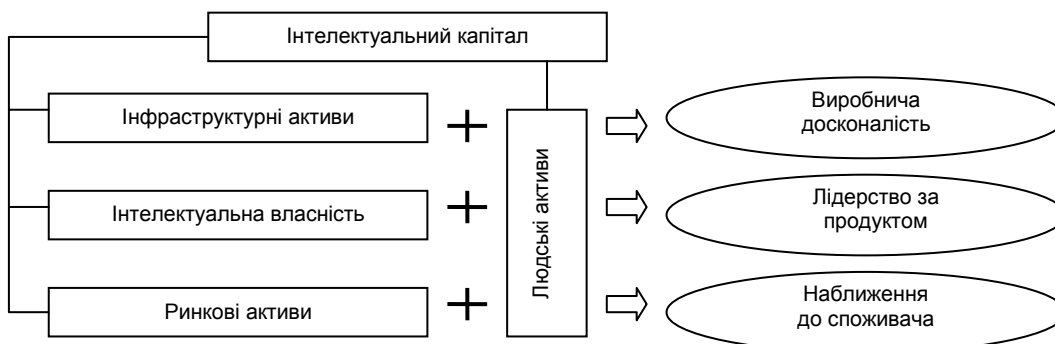 Інтелектуальний капітал
Інфраструктурні активи
Інтелектуальна власність
Ринкові активи
Людські активи
Виробнича
досконалість
Лідерство за
продуктом
Наближення
до споживача